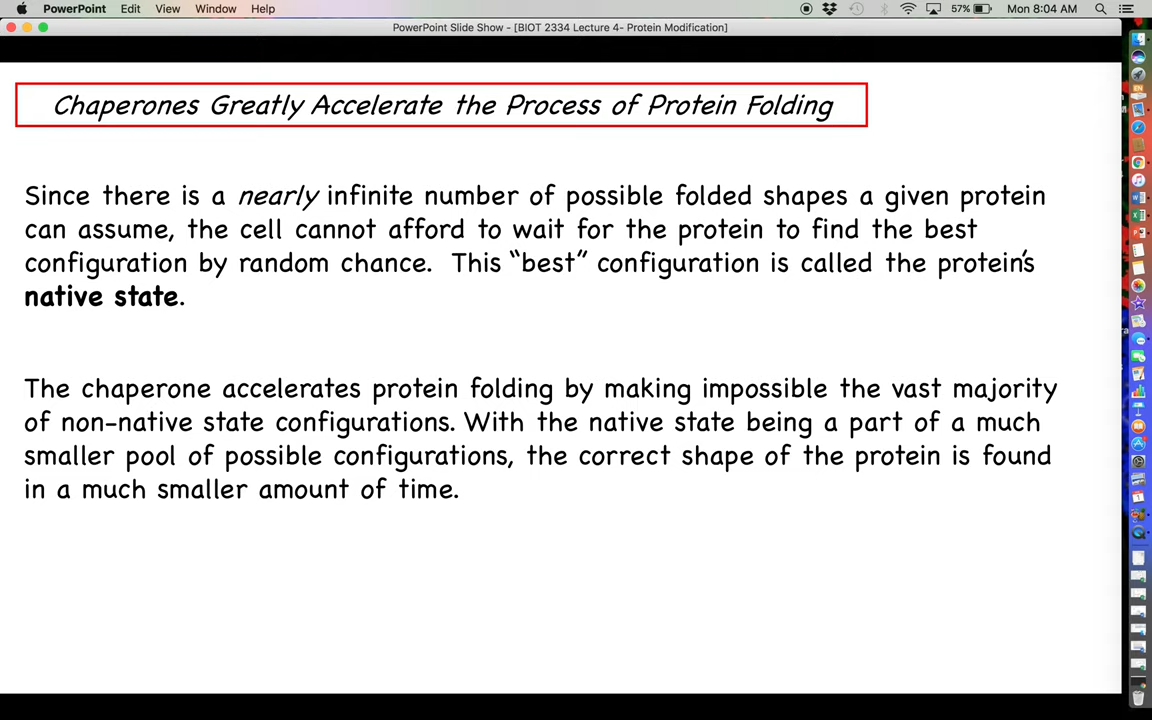 PowerPoint Edit View Window Help 57% Mon 8:04 AM
PowerPoint Slide Show - [BIOT 2334 Lecture 4- Protein Modification]
Chaperones Greatly Accelerate the Process of Protein Folding
Since there is a nearly infinite number of possible folded shapes a given protein
can assume, the cell cannot afford to wait for the protein to find the best
configuration by random chance.  This “best” configuration is called the protein’s
native state.
The chaperone accelerates protein folding by making impossible the vast majority
of non-native state configurations. With the native state being a part of a much
smaller pool of possible configurations, the correct shape of the protein is found
in a much smaller amount of time.